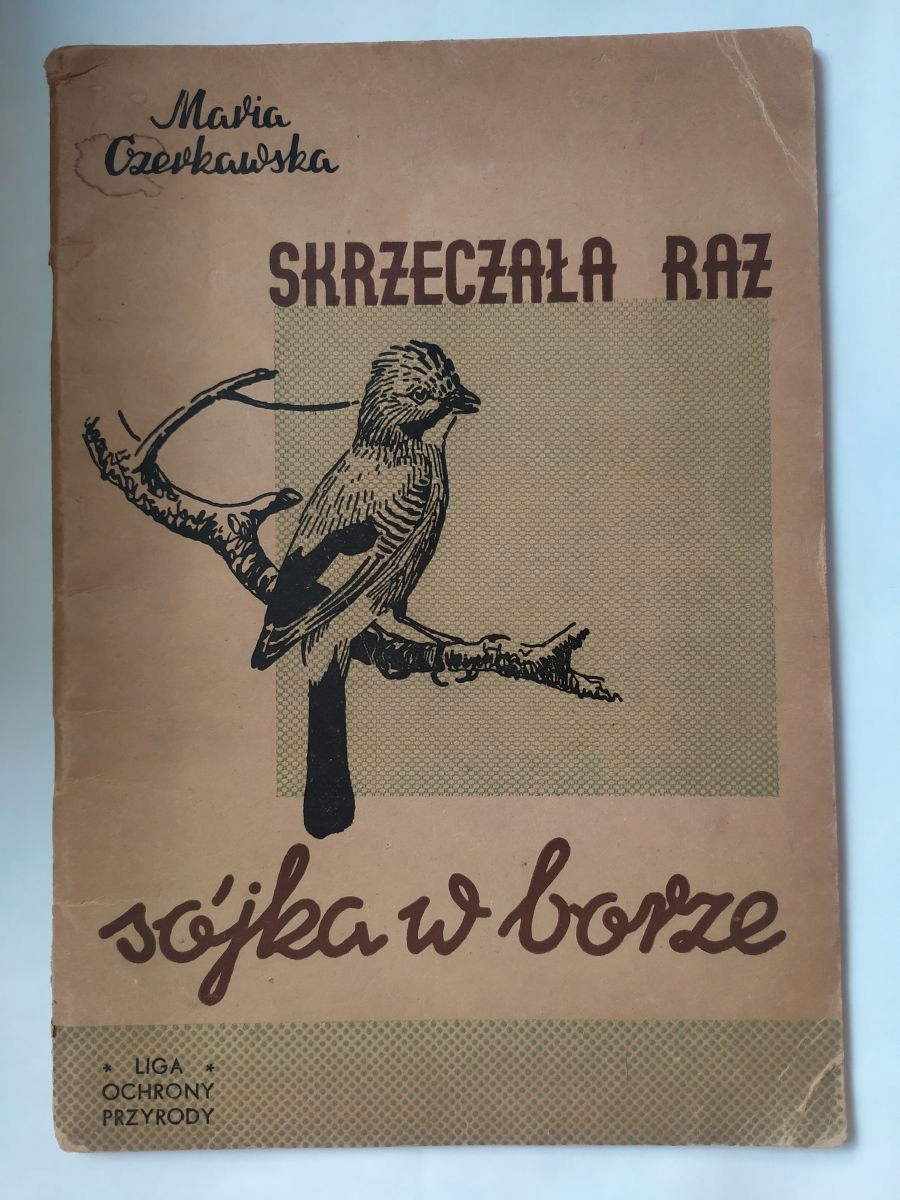 Maria
Czerkawska
SKRZECZAŁA RAZ
sójka w borze
* LIGA *
OCHRONY
PRZYRODY